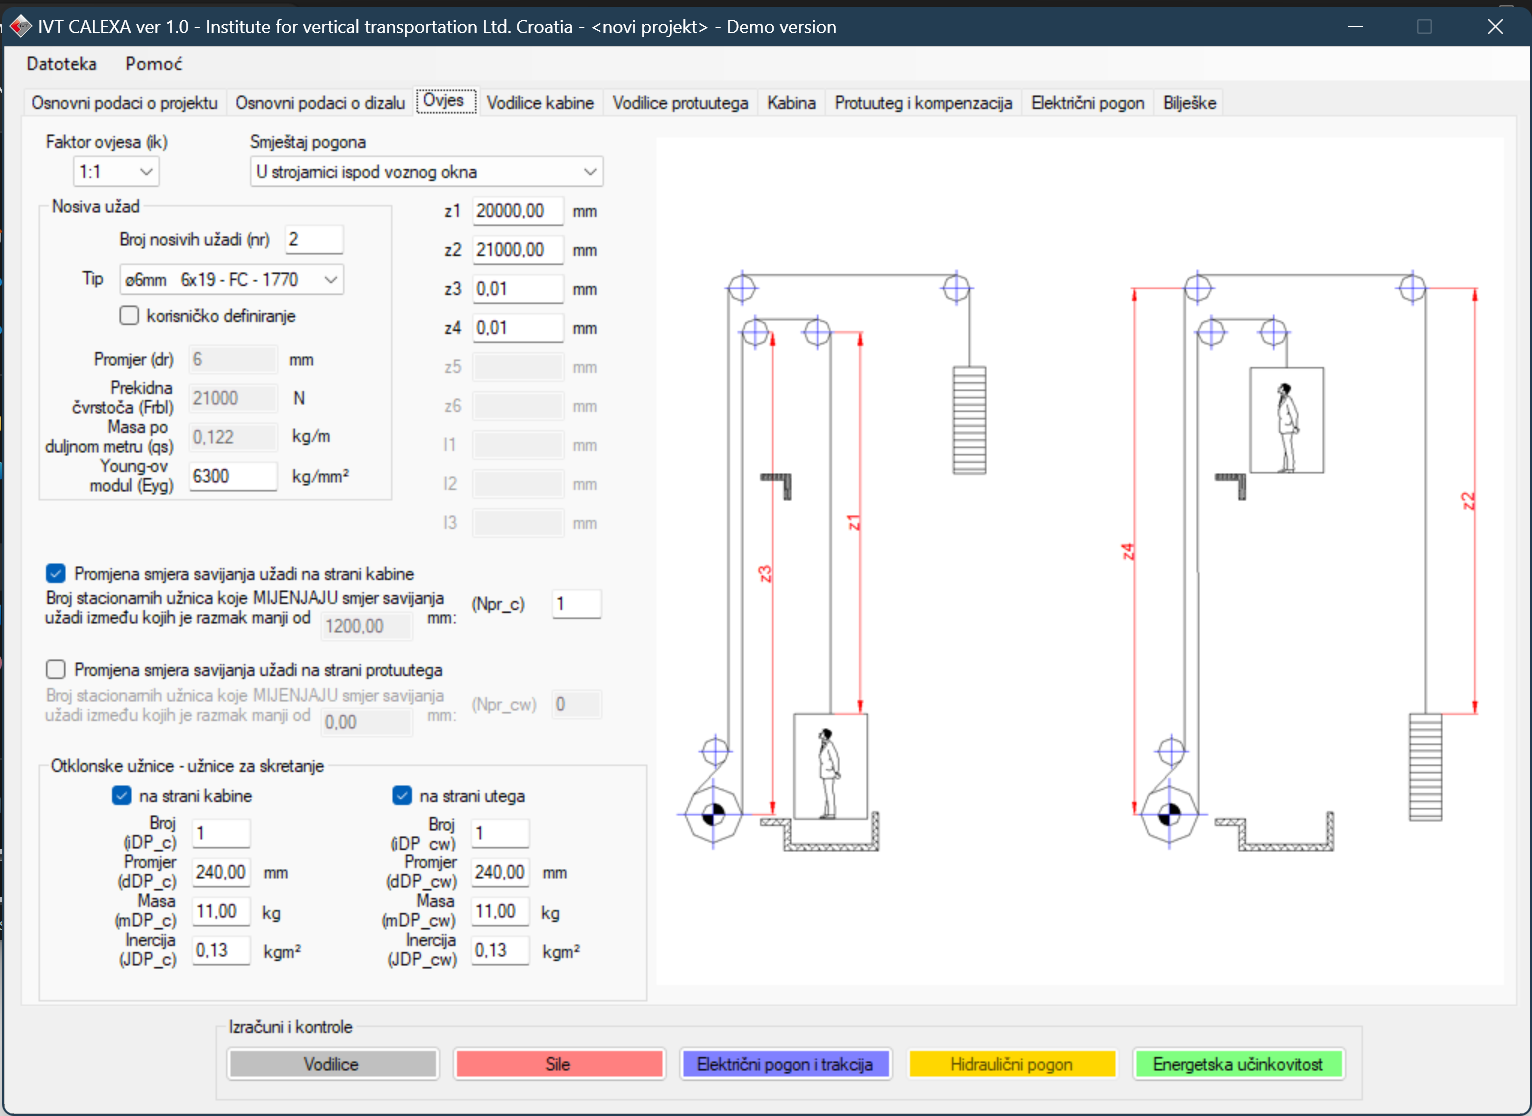 IVT CALEXA ver 1.0 - Institute for vertical transportation Ltd. Croatia - <novi projekt> - Demo version
Datoteka Pomoć
Osnovni podaci o projektu Osnovni podaci o dizalu Ovjes Vodilice kabine Vodilice protuutega Kabina Protuuteg i kompenzacija Električni pogon Bilješke
Faktor ovjesa (ik)
1:1
Smještaj pogona
U strojarnici ispod voznog okna
Nosiva užad
Broj nosivih užadi (nr) 2
Tip ø6mm 6x19 - FC - 1770
korisničko definiranje
Promjer (dr) 6 mm
Prekidna
čvrstoča (Frbl) 21000 N
Masa po
duljnom metru (qs) 0,122 kg/m
Young-ov
modul (Eyg) 6300 kg/mm²
z1 20000,00 mm
z2 21000,00 mm
z3 0,01 mm
z4 0,01 mm
z5 mm
z6 mm
l1 mm
l2 mm
l3 mm
Promjena smjera savijanja užadi na strani kabine
Broj stacionarnih užnica koje MIJENJAJU smjer savijanja
užadi između kojih je razmak manji od 1200,00 mm: (Npr_c) 1
Promjena smjera savijanja užadi na strani protuutega
Broj stacionarnih užnica koje MIJENJAJU smjer savijanja
užadi između kojih je razmak manji od 0,00 mm: (Npr_cw) 0
Otklonske užnice - užnice za skretanje
na strani kabine
Broj
(iDP_c) 1
Promjer
(dDP_c) 240,00 mm
Masa
(mDP_c) 11,00 kg
Inercija
(JDP_c) 0,13 kgm²
na strani utega
Broj
(iDP_cw) 1
Promjer
(dDP_cw) 240,00 mm
Masa
(mDP_cw) 11,00 kg
Inercija
(JDP_cw) 0,13 kgm²
z3
z1
z4
z2
Izračuni i kontrole
Vodilice Sile Električni pogon i trakcija Hidraulični pogon Energetska učinkovitost